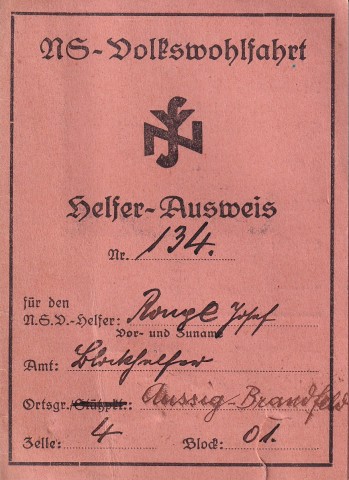 NS-Volkswohlfahrt
Helfer-Ausweis
Nr. 134.
für den
N.S.V.-Helfer: Josef
Vor- und Zuname
Amt: Blockhelfer
Ortsgr./Stützpkt.: Aussig-Brandfeld
Zelle: 4 Block: 01.